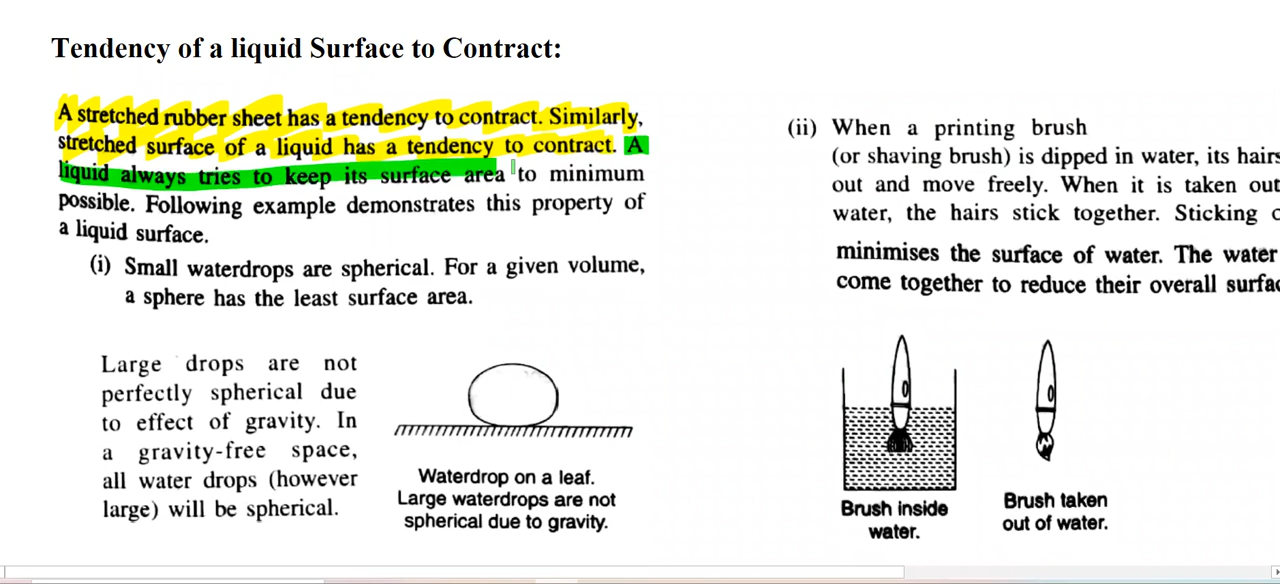 Tendency of a liquid Surface to Contract:
A stretched rubber sheet has a tendency to contract. Similarly,
stretched surface of a liquid has a tendency to contract. A
liquid always tries to keep its surface area to minimum
possible. Following example demonstrates this property of
a liquid surface.
(i) Small waterdrops are spherical. For a given volume,
a sphere has the least surface area.
Large drops are not
perfectly spherical due
to effect of gravity. In
a gravity-free space,
all water drops (however
large) will be spherical.
Waterdrop on a leaf.
Large waterdrops are not
spherical due to gravity.
(ii) When a printing brush
(or shaving brush) is dipped in water, its hairs
out and move freely. When it is taken out
water, the hairs stick together. Sticking
minimises the surface of water. The water
come together to reduce their overall
Brush inside
water.
Brush taken
out of water.